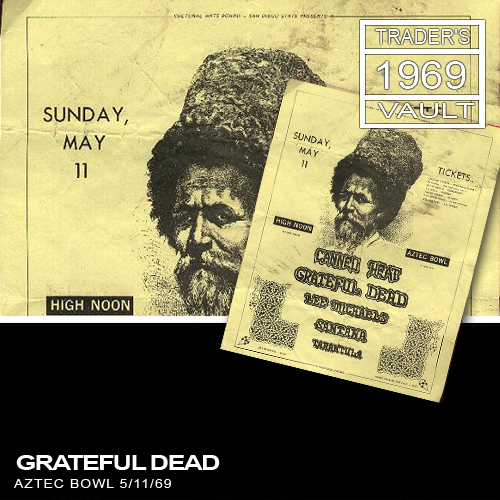 CULTURAL ARTS BOARD - SAN DIEGO STATE PRESENTS
SUNDAY,
MAY
11
HIGH NOON
TRADER'S
1969
VAULT
SUNDAY,
MAY
11
TICKETS
HIGH NOON
AZTEC BOWL
CANNED HEAT
GRATEFUL DEAD
LEE MICHAELS
SANTANA
TARANTULA
GRATEFUL DEAD
AZTEC BOWL 5/11/69